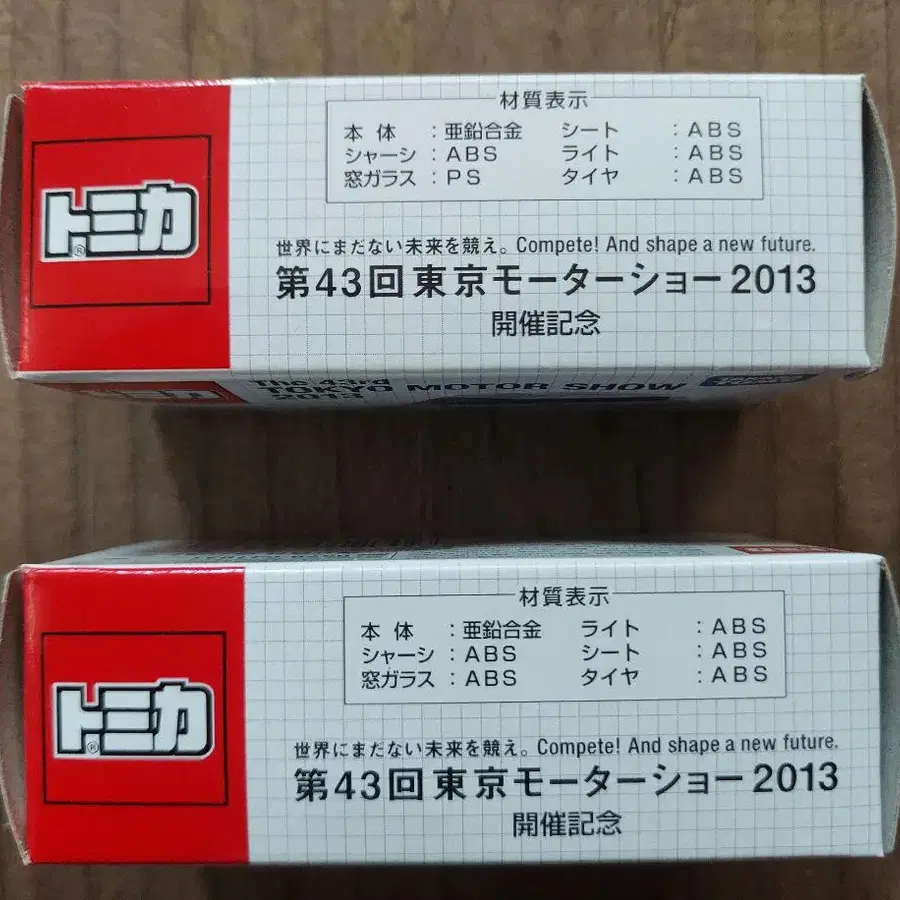 材質表示
本体 : 亜鉛合金 シート : ABS
シャーシ : ABS ライト : ABS
窓ガラス : PS タイヤ : ABS
トミカ®
世界にまだない未来を競え。Compete! And shape a new future.
第43回東京モーターショー2013
開催記念
The 43rd
TOKYO MOTOR SHOW
2013
材質表示
本体 : 亜鉛合金 ライト : ABS
シャーシ : ABS シート : ABS
窓ガラス : ABS タイヤ : ABS
トミカ®
世界にまだない未来を競え。Compete! And shape a new future.
第43回東京モーターショー2013
開催記念